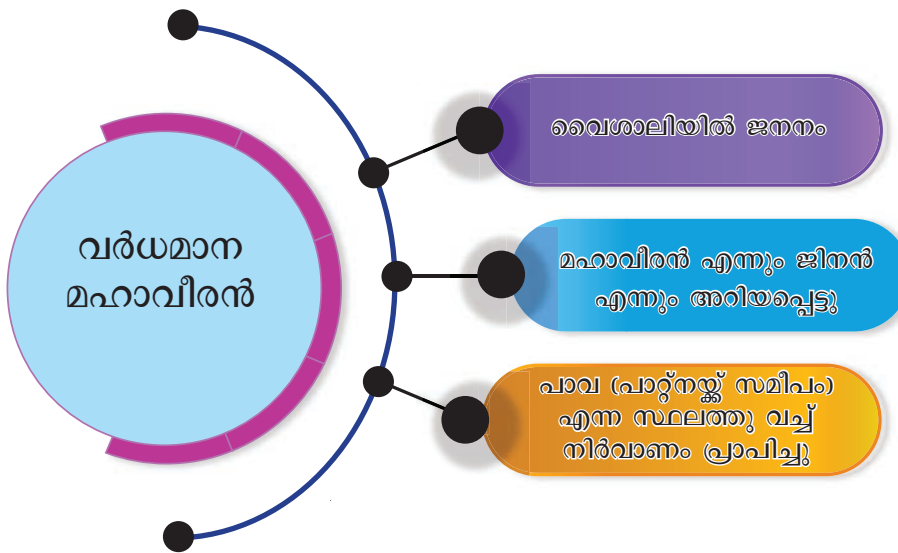 വർധമാന
മഹാവീരൻ
വൈശാലിയിൽ ജനനം
മഹാവീരൻ എന്നും ജിനൻ
എന്നും അറിയപ്പെട്ടു
പാവ (പാറ്റ്നയ്ക്ക് സമീപം)
എന്ന സ്ഥലത്തു വച്ച്
നിർവാണം പ്രാപിച്ചു